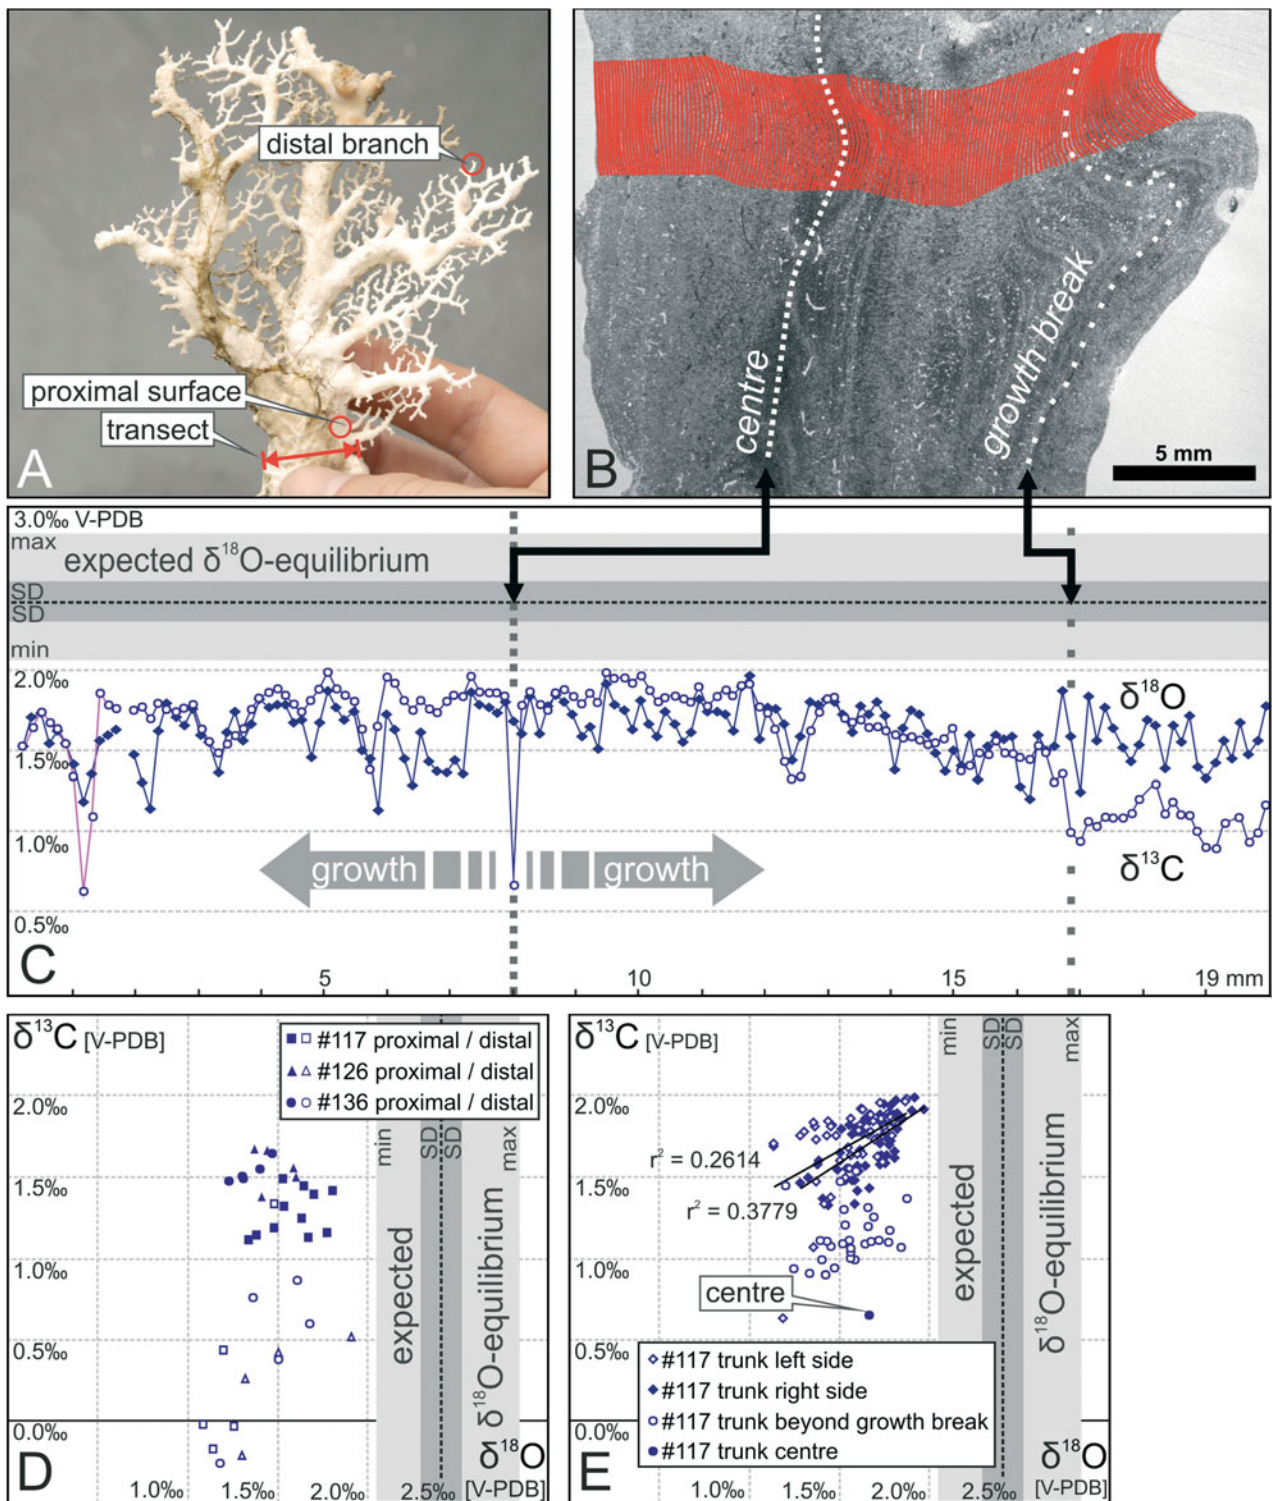 distal branch
proximal surface
transect
A
centre
growth break
5 mm
B
3.0‰ V-PDB
max
expected δ¹⁸O-equilibrium
SD
SD
min
2.0‰
δ¹⁸O
1.5‰
1.0‰
growth
growth
δ¹³C
0.5‰
C
5
10
15
19 mm
δ¹³C [V-PDB]
#117 proximal / distal
#126 proximal / distal
#136 proximal / distal
2.0‰
min
SD
SD
max
1.5‰
1.0‰
expected
δ¹⁸O-equilibrium
0.5‰
0.0‰
δ¹⁸O
D
1.0‰
1.5‰
2.0‰
2.5‰
[V-PDB]
δ¹³C [V-PDB]
min
SD
SD
max
2.0‰
r² = 0.2614
1.5‰
r² = 0.3779
1.0‰
expected
δ¹⁸O-equilibrium
centre
0.5‰
#117 trunk left side
#117 trunk right side
#117 trunk beyond growth break
#117 trunk centre
0.0‰
δ¹⁸O
E
1.0‰
1.5‰
2.0‰
2.5‰
[V-PDB]